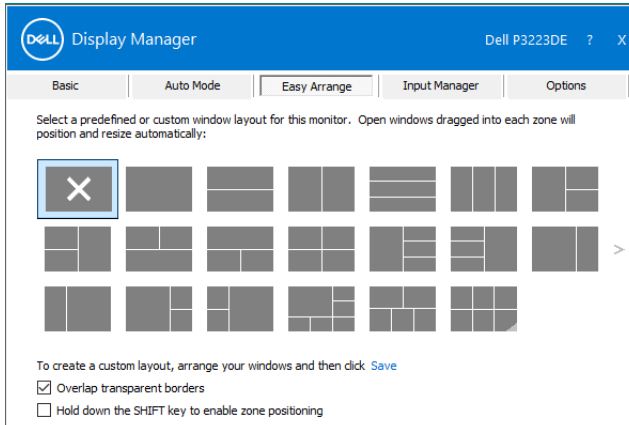 DELL Display Manager Dell P3223DE ? X
Basic Auto Mode Easy Arrange Input Manager Options
Select a predefined or custom window layout for this monitor. Open windows dragged into each zone will
position and resize automatically:
>
To create a custom layout, arrange your windows and then click Save
Overlap transparent borders
Hold down the SHIFT key to enable zone positioning